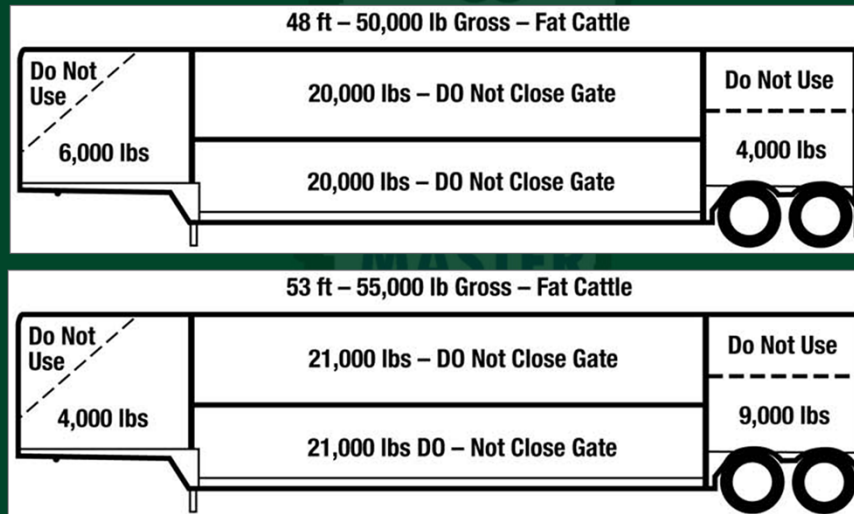 48 ft – 50,000 lb Gross – Fat Cattle
Do Not
Use
20,000 lbs – DO Not Close Gate
Do Not Use
6,000 lbs
4,000 lbs
20,000 lbs – DO Not Close Gate
MASTER
53 ft – 55,000 lb Gross – Fat Cattle
Do Not
Use
21,000 lbs – DO Not Close Gate
Do Not Use
4,000 lbs
9,000 lbs
21,000 lbs DO – Not Close Gate